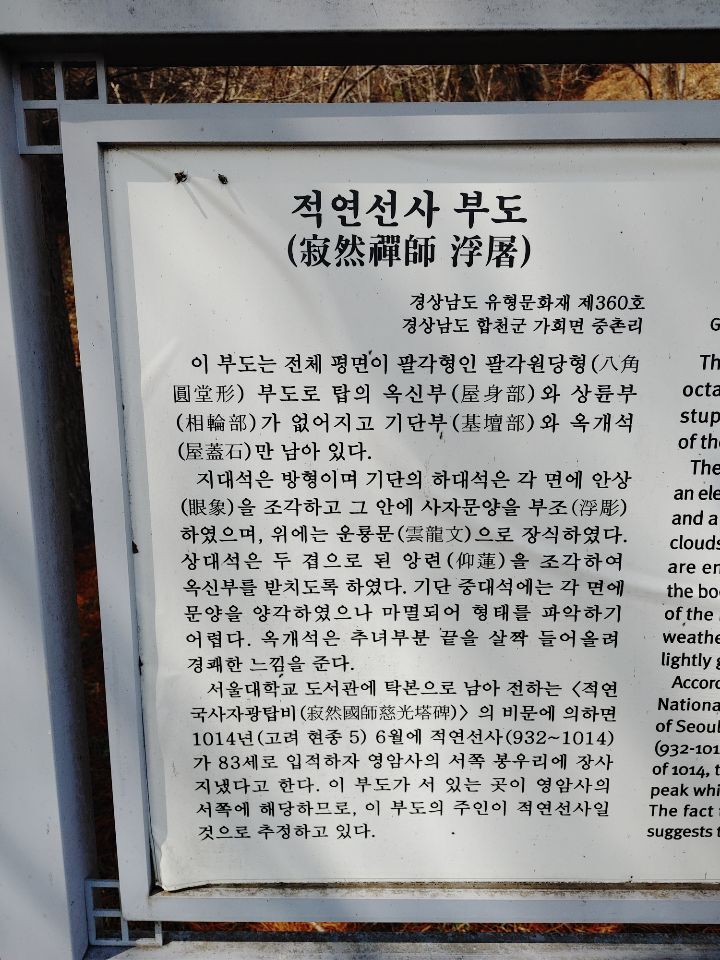 적연선사 부도
(寂然禪師 浮屠)
경상남도 유형문화재 제360호
경상남도 합천군 가회면 중촌리
이 부도는 전체 평면이 팔각형인 팔각원당형(八角
圓堂形) 부도로 탑의 옥신부(屋身部)와 상륜부
(相輪部)가 없어지고 기단부(基壇部)와 옥개석
(屋蓋石)만 남아 있다.
지대석은 방형이며 기단의 하대석은 각 면에 안상
(眼象)을 조각하고 그 안에 사자문양을 부조(浮彫)
하였으며, 위에는 운룡문(雲龍文)으로 장식하였다.
상대석은 두 겹으로 된 앙련(仰蓮)을 조각하여
옥신부를 받치도록 하였다. 기단 중대석에는 각 면에
문양을 양각하였으나 마멸되어 형태를 파악하기
어렵다. 옥개석은 추녀부분 끝을 살짝 들어올려
경쾌한 느낌을 준다.
서울대학교 도서관에 탁본으로 남아 전하는 〈적연
국사자광탑비(寂然國師慈光塔碑)〉의 비문에 의하면
1014년(고려 현종 5) 6월에 적연선사(932~1014)
가 83세로 입적하자 영암사의 서쪽 봉우리에 장사
지냈다고 한다. 이 부도가 서 있는 곳이 영암사의
서쪽에 해당하므로, 이 부도의 주인이 적연선사일
것으로 추정하고 있다.
G
Th
octa
stup
of the
The
an ele
and a
clouds
are en
the bo
of the
weathe
lightly g
Accord
Nationa
of Seoul
(932-101
of 1014, t
peak whi
The fact t
suggests t